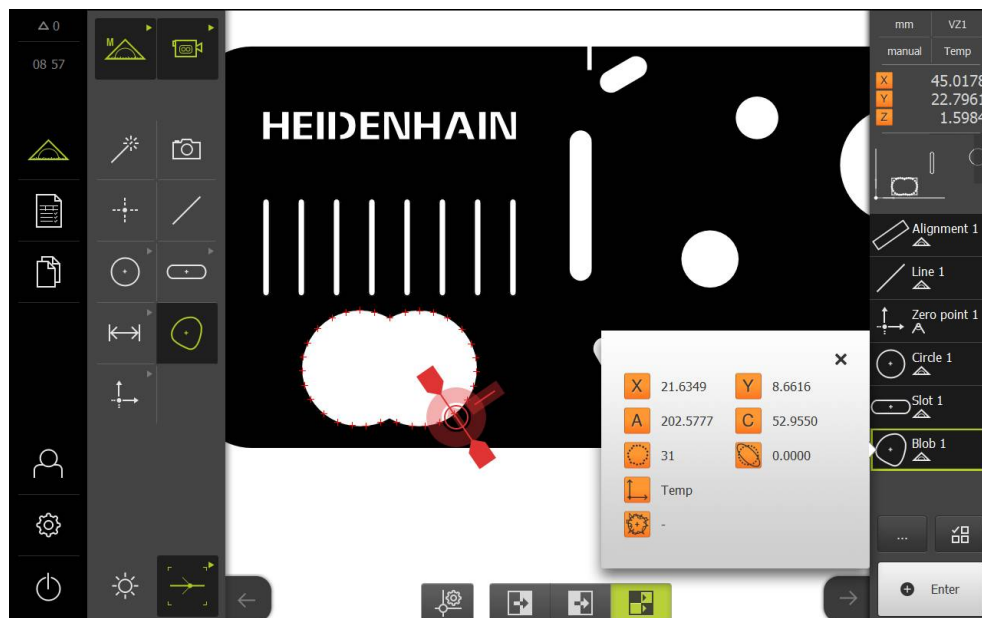 0
08 57
M
HEIDENHAIN
X 21.6349 Y 8.6616
A 202.5777 C 52.9550
31 0.0000
Temp
-
mm VZ1
manual Temp
X 45.0178
Y 22.7961
Z 1.5984
Alignment 1
Line 1
Zero point 1
Circle 1
Slot 1
Blob 1
...
Enter